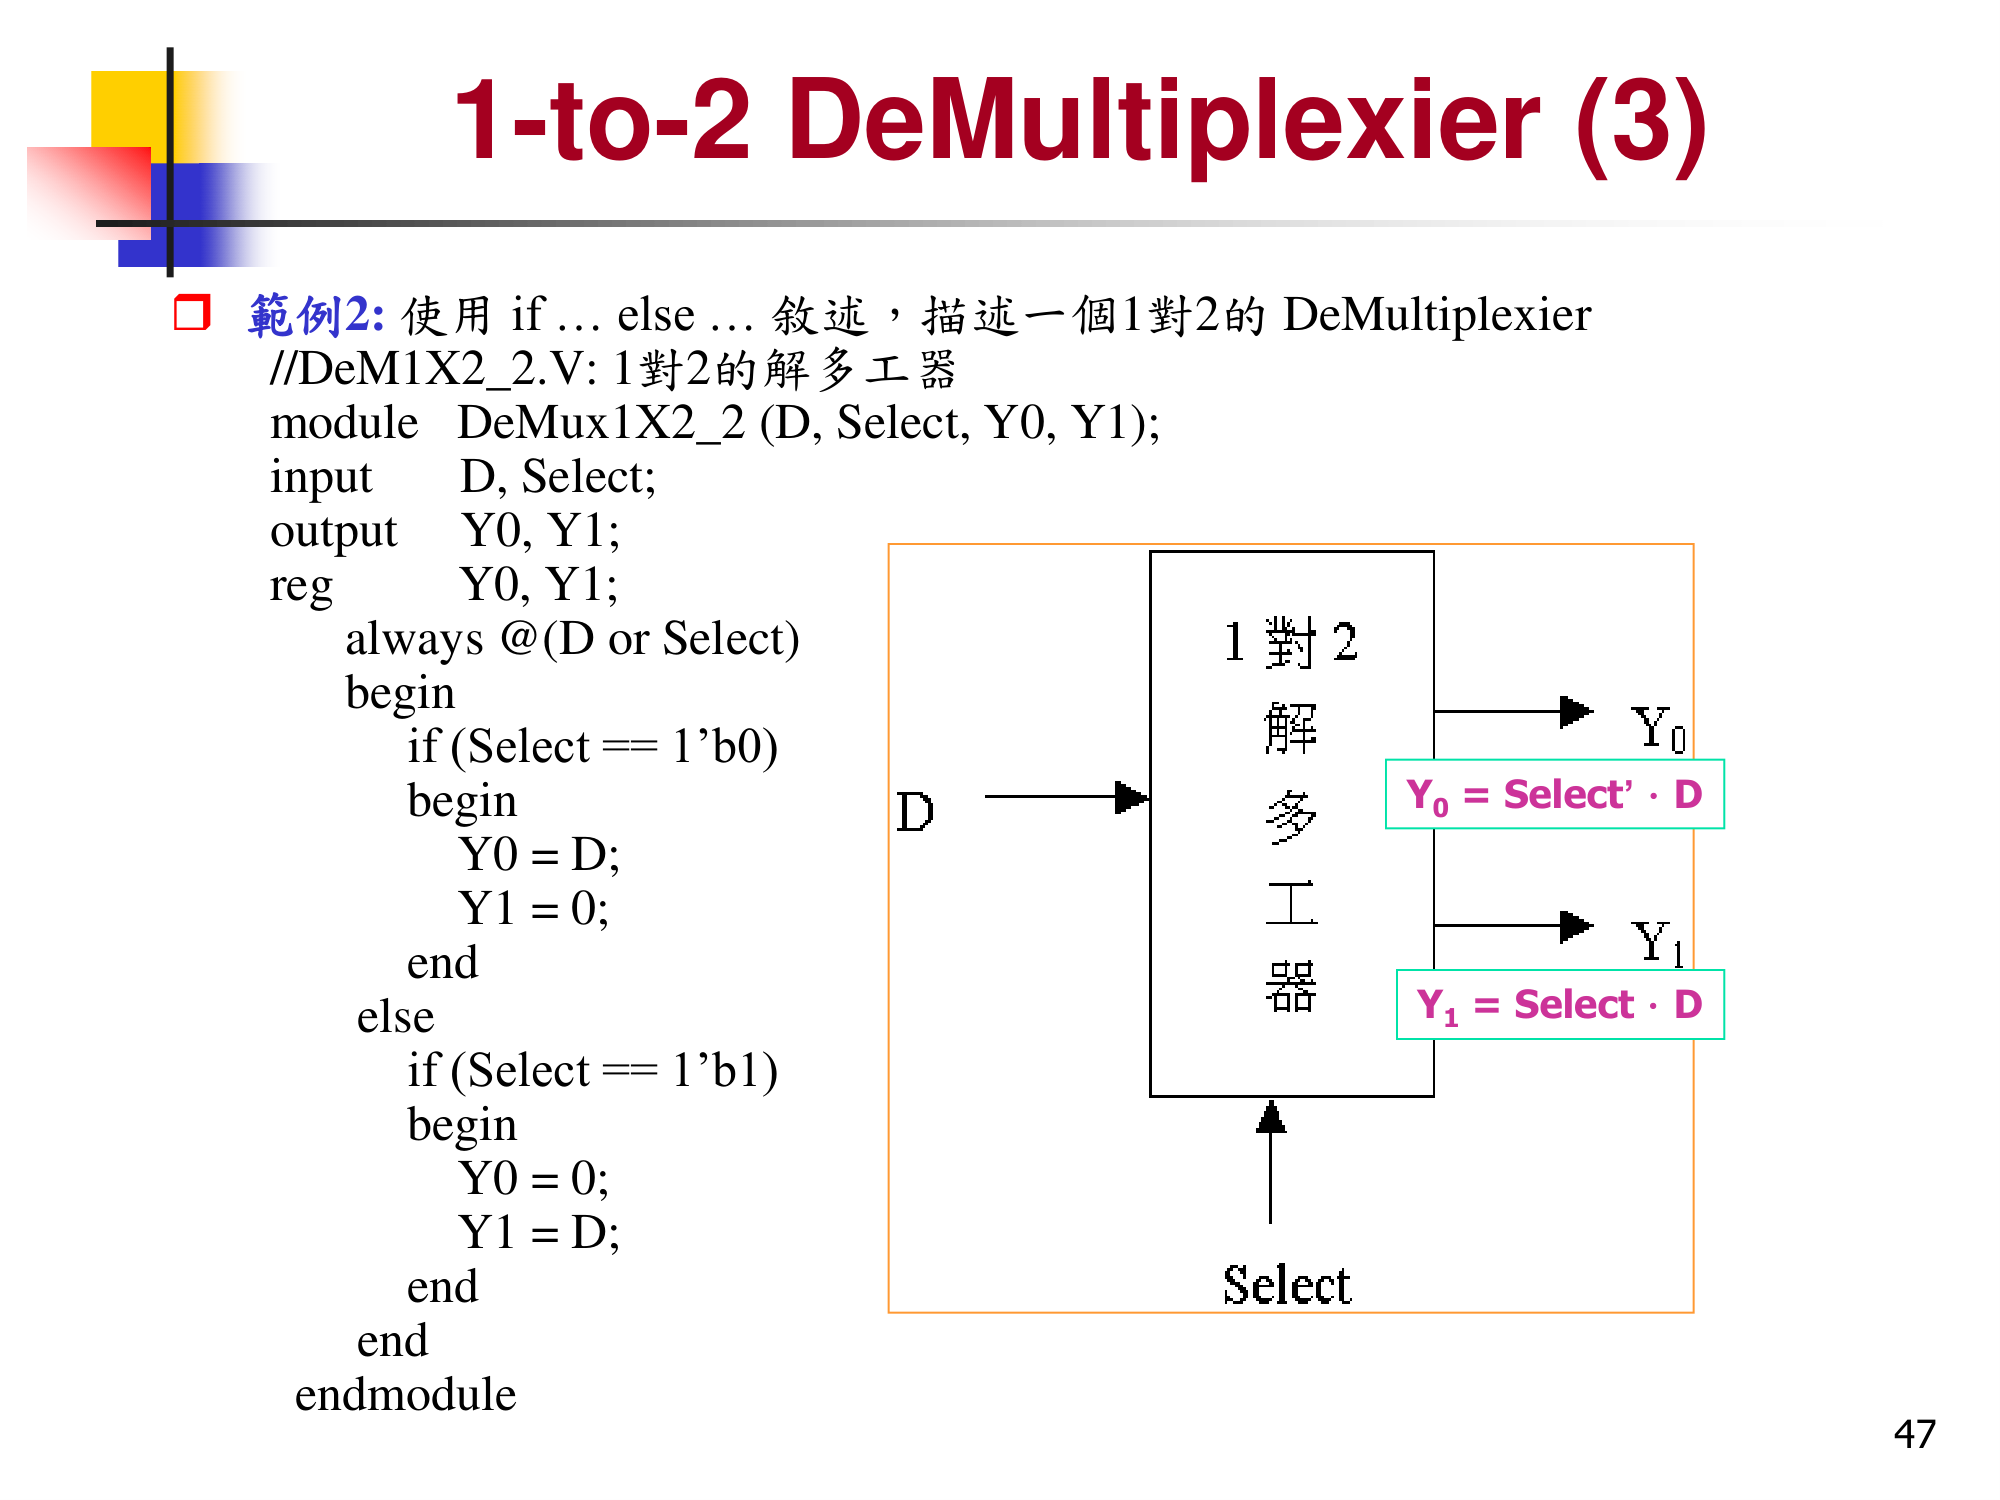 1-to-2 DeMultiplexier (3)
範例2: 使用 if … else … 敘述，描述一個1對2的 DeMultiplexier
//DeM1X2_2.V: 1對2的解多工器
module DeMux1X2_2 (D, Select, Y0, Y1);
input D, Select;
output Y0, Y1;
reg Y0, Y1;
always @(D or Select)
begin
if (Select == 1’b0)
begin
Y0 = D;
Y1 = 0;
end
else
if (Select == 1’b1)
begin
Y0 = 0;
Y1 = D;
end
end
endmodule
1 對 2
解
多
工
器
D
Y0
Y0 = Select’ · D
Y1
Y1 = Select · D
Select
47